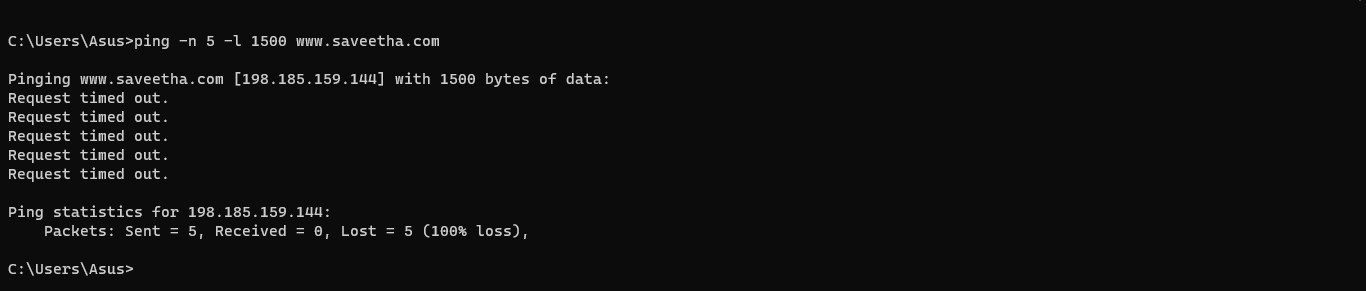 C:\Users\Asus>ping -n 5 -l 1500 www.saveetha.com
Pinging www.saveetha.com [198.185.159.144] with 1500 bytes of data:
Request timed out.
Request timed out.
Request timed out.
Request timed out.
Request timed out.
Ping statistics for 198.185.159.144:
    Packets: Sent = 5, Received = 0, Lost = 5 (100% loss),
C:\Users\Asus>